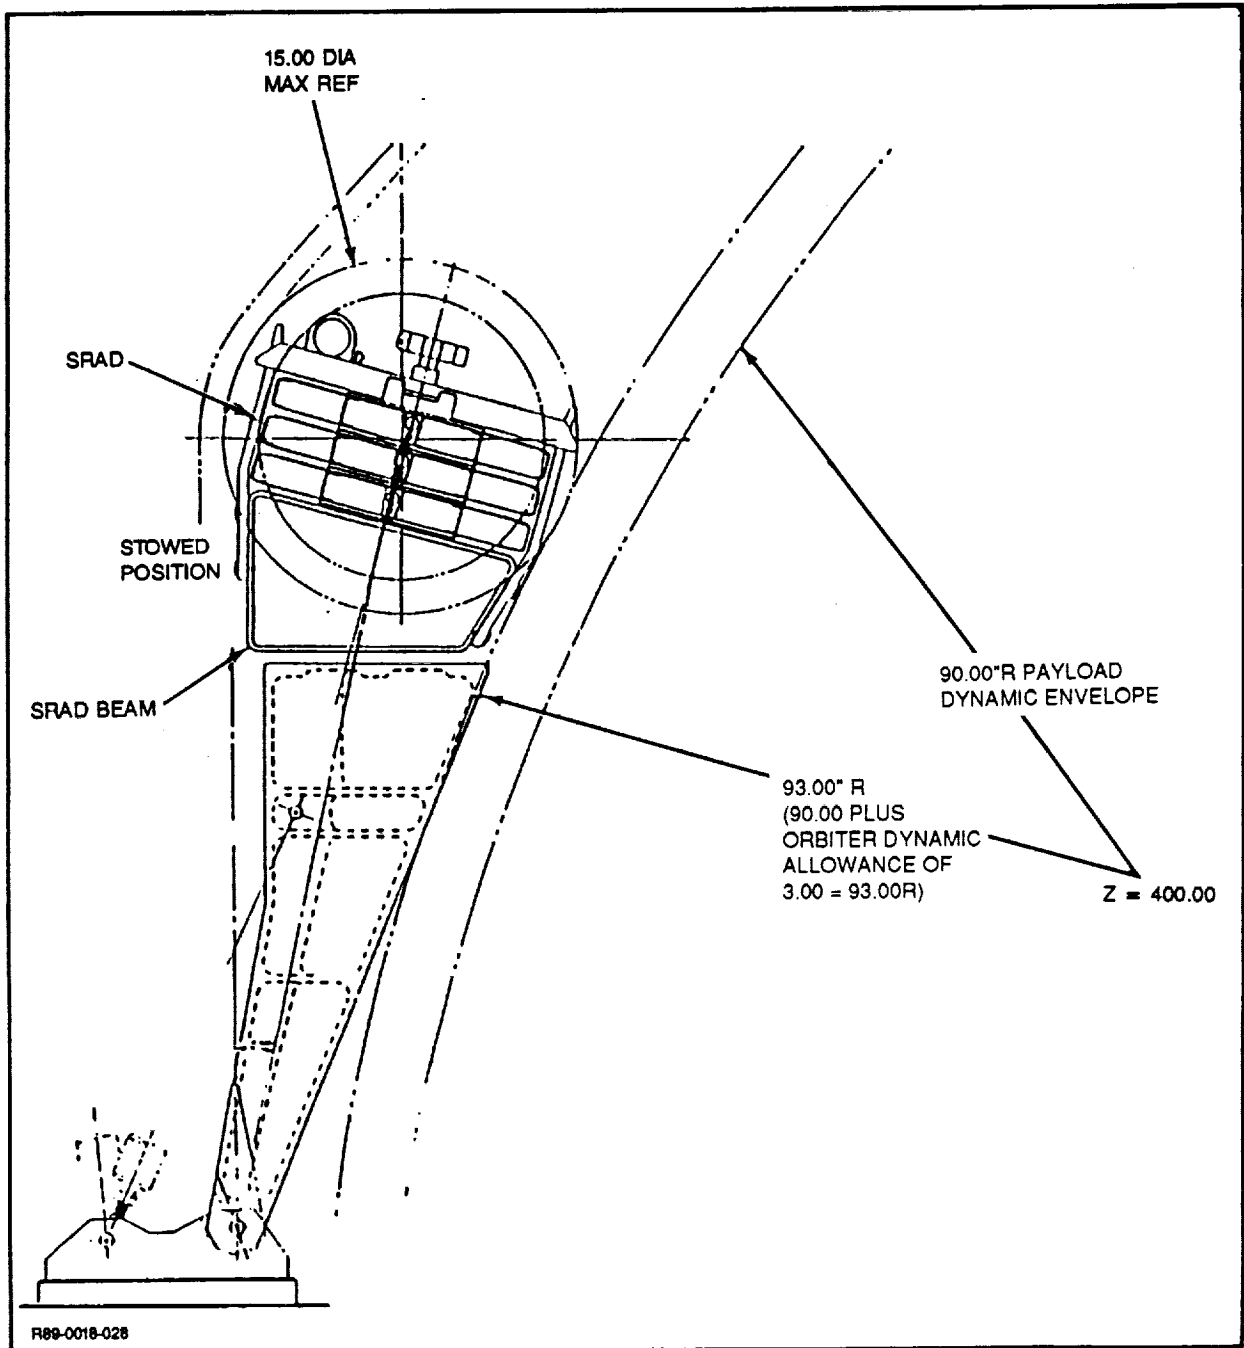 15.00 DIA
MAX REF
SRAD
STOWED
POSITION
SRAD BEAM
90.00"R PAYLOAD
DYNAMIC ENVELOPE
93.00" R
(90.00 PLUS
ORBITER DYNAMIC
ALLOWANCE OF
3.00 = 93.00R)
Z = 400.00
R89-0018-028